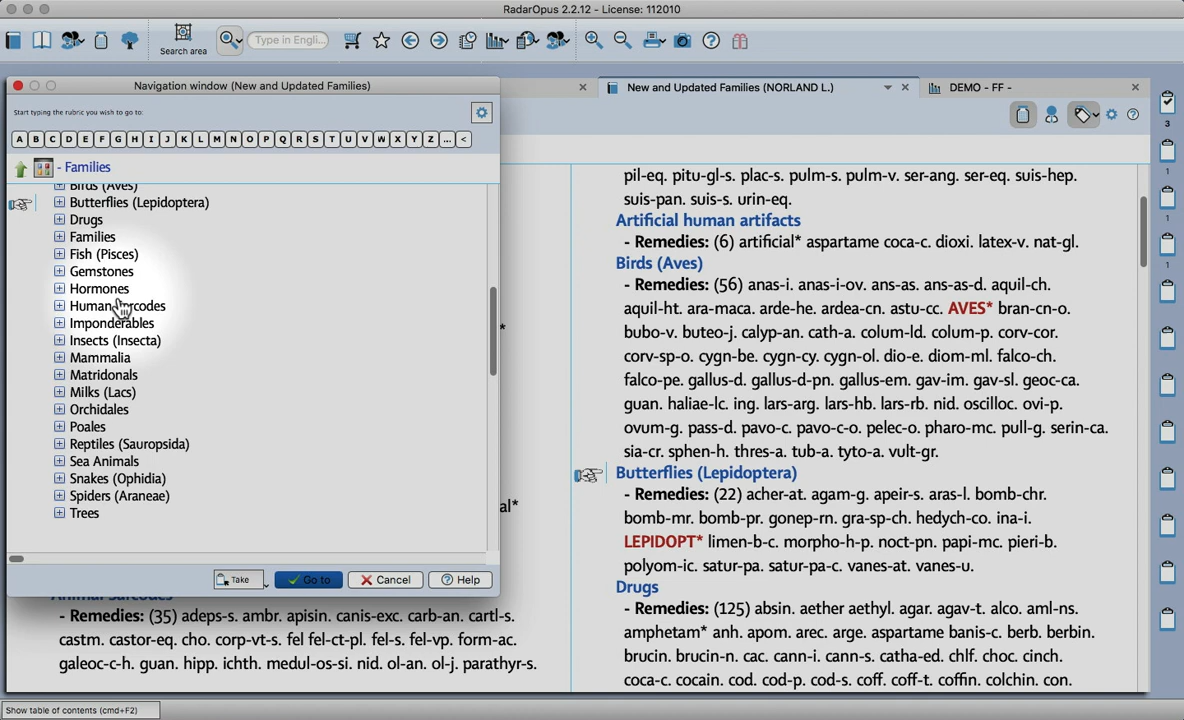 RadarOpus 2.2.12 - License: 112010
Search area
Type in Engli...
Navigation window (New and Updated Families)
New and Updated Families (NORLAND L.)
DEMO - FF -
Start typing the rubric you wish to go to:
A B C D E F G H I J K L M N O P Q R S T U V W X Y Z ... <
- Families
Birds (Aves)
Butterflies (Lepidoptera)
Drugs
Families
Fish (Pisces)
Gemstones
Hormones
Human
Imponderables
Insects (Insecta)
Mammalia
Matridonals
Milks (Lacs)
Orchidales
Poales
Reptiles (Sauropsida)
Sea Animals
Snakes (Ophidia)
Spiders (Araneae)
Trees
Take
Go to
Cancel
Help
*
al*
- Remedies: (35) adeps-s. ambr. apisin. canis-exc. carb-an. cartl-s.
castm. castor-eq. cho. corp-vt-s. fel fel-ct-pl. fel-s. fel-vp. form-ac.
galeoc-c-h. guan. hipp. ichth. medul-os-si. nid. ol-an. ol-j. parathyr-s.
pil-eq. pitu-gl-s. plac-s. pulm-s. pulm-v. ser-ang. ser-eq. suis-hep.
suis-pan. suis-s. urin-eq.
Artificial human artifacts
- Remedies: (6) artificial* aspartame coca-c. dioxi. latex-v. nat-gl.
Birds (Aves)
- Remedies: (56) anas-i. anas-i-ov. ans-as. ans-as-d. aquil-ch.
aquil-ht. ara-maca. arde-he. ardea-cn. astu-cc. AVES* bran-cn-o.
bubo-v. buteo-j. calyp-an. cath-a. colum-ld. colum-p. corv-cor.
corv-sp-o. cygn-be. cygn-cy. cygn-ol. dio-e. diom-ml. falco-ch.
falco-pe. gallus-d. gallus-d-pn. gallus-em. gav-im. gav-sl. geoc-ca.
guan. haliae-lc. ing. lars-arg. lars-hb. lars-rb. nid. oscilloc. ovi-p.
ovum-g. pass-d. pavo-c. pavo-c-o. pelec-o. pharo-mc. pull-g. serin-ca.
sia-cr. sphen-h. thres-a. tub-a. tyto-a. vult-gr.
Butterflies (Lepidoptera)
- Remedies: (22) acher-at. agam-g. apeir-s. aras-l. bomb-chr.
bomb-mr. bomb-pr. gonep-rn. gra-sp-ch. hedych-co. ina-i.
LEPIDOPT* limen-b-c. morpho-h-p. noct-pn. papi-mc. pieri-b.
polyom-ic. satur-pa. satur-pa-c. vanes-at. vanes-u.
Drugs
- Remedies: (125) absin. aether aethyl. agar. agav-t. alco. aml-ns.
amphetam* anh. apom. arec. arge. aspartame banis-c. berb. berbin.
brucin. brucin-n. cac. cann-i. cann-s. catha-ed. chlf. choc. cinch.
coca-c. cocain. cod. cod-p. cod-s. coff. coff-t. coffin. colchin. con.
3
1
1
1
Show table of contents (cmd+F2)